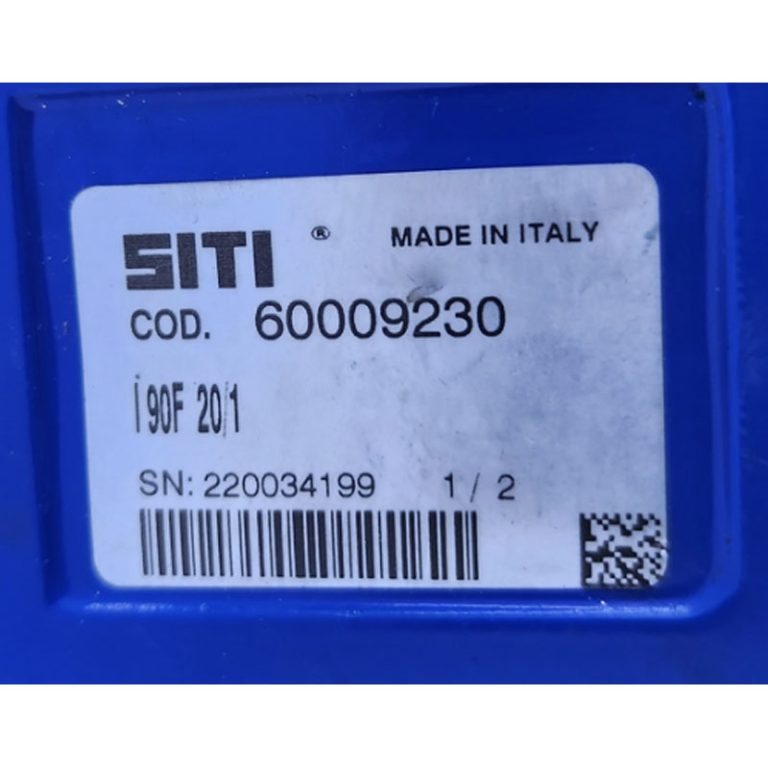 SITI ® MADE IN ITALY
COD. 60009230
I 90F 20/1
SN: 220034199 1 / 2